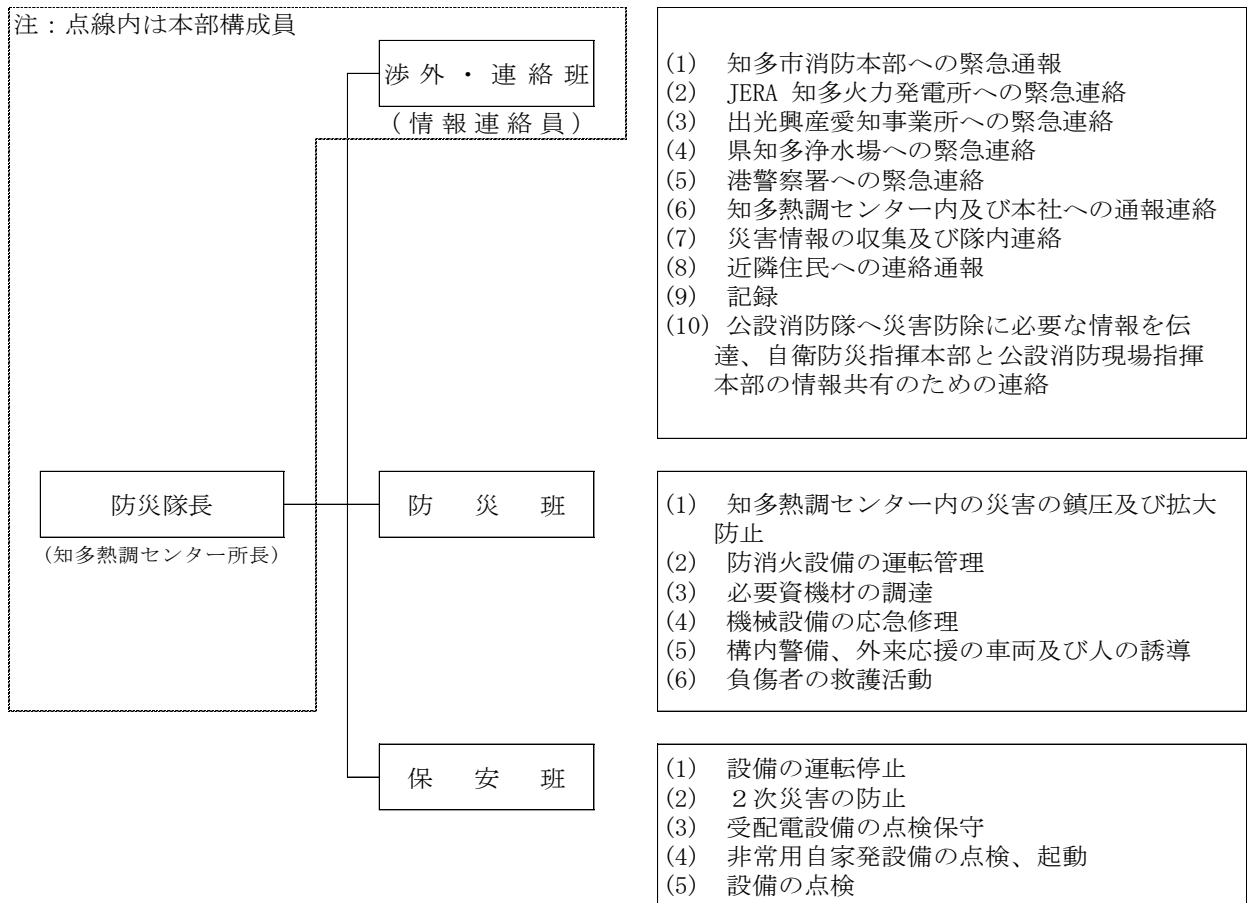 注：点線内は本部構成員
渉外・連絡班
(情報連絡員)
(1) 知多市消防本部への緊急通報
(2) JERA 知多火力発電所への緊急連絡
(3) 出光興産愛知事業所への緊急連絡
(4) 県知多浄水場への緊急連絡
(5) 港警察署への緊急連絡
(6) 知多熱調センター内及び本社への通報連絡
(7) 災害情報の収集及び隊内連絡
(8) 近隣住民への連絡通報
(9) 記録
(10) 公設消防隊へ災害防除に必要な情報を伝
達、自衛防災指揮本部と公設消防現場指揮
本部の情報共有のための連絡
防災隊長
(知多熱調センター所長)
防災班
(1) 知多熱調センター内の災害の鎮圧及び拡大
防止
(2) 防消火設備の運転管理
(3) 必要資機材の調達
(4) 機械設備の応急修理
(5) 構内警備、外来応援の車両及び人の誘導
(6) 負傷者の救護活動
保安班
(1) 設備の運転停止
(2) ２次災害の防止
(3) 受配電設備の点検保守
(4) 非常用自家発設備の点検、起動
(5) 設備の点検